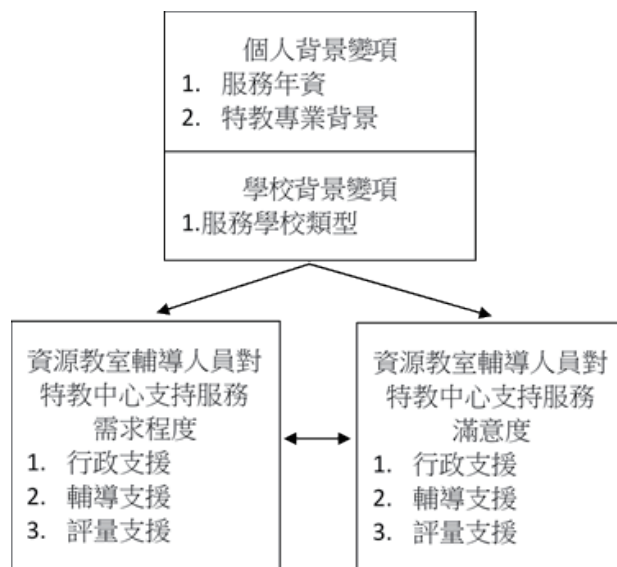 個人背景變項
1. 服務年資
2. 特教專業背景
學校背景變項
1.服務學校類型
資源教室輔導人員對
特教中心支持服務
需求程度
1. 行政支援
2. 輔導支援
3. 評量支援
資源教室輔導人員對
特教中心支持服務
滿意度
1. 行政支援
2. 輔導支援
3. 評量支援